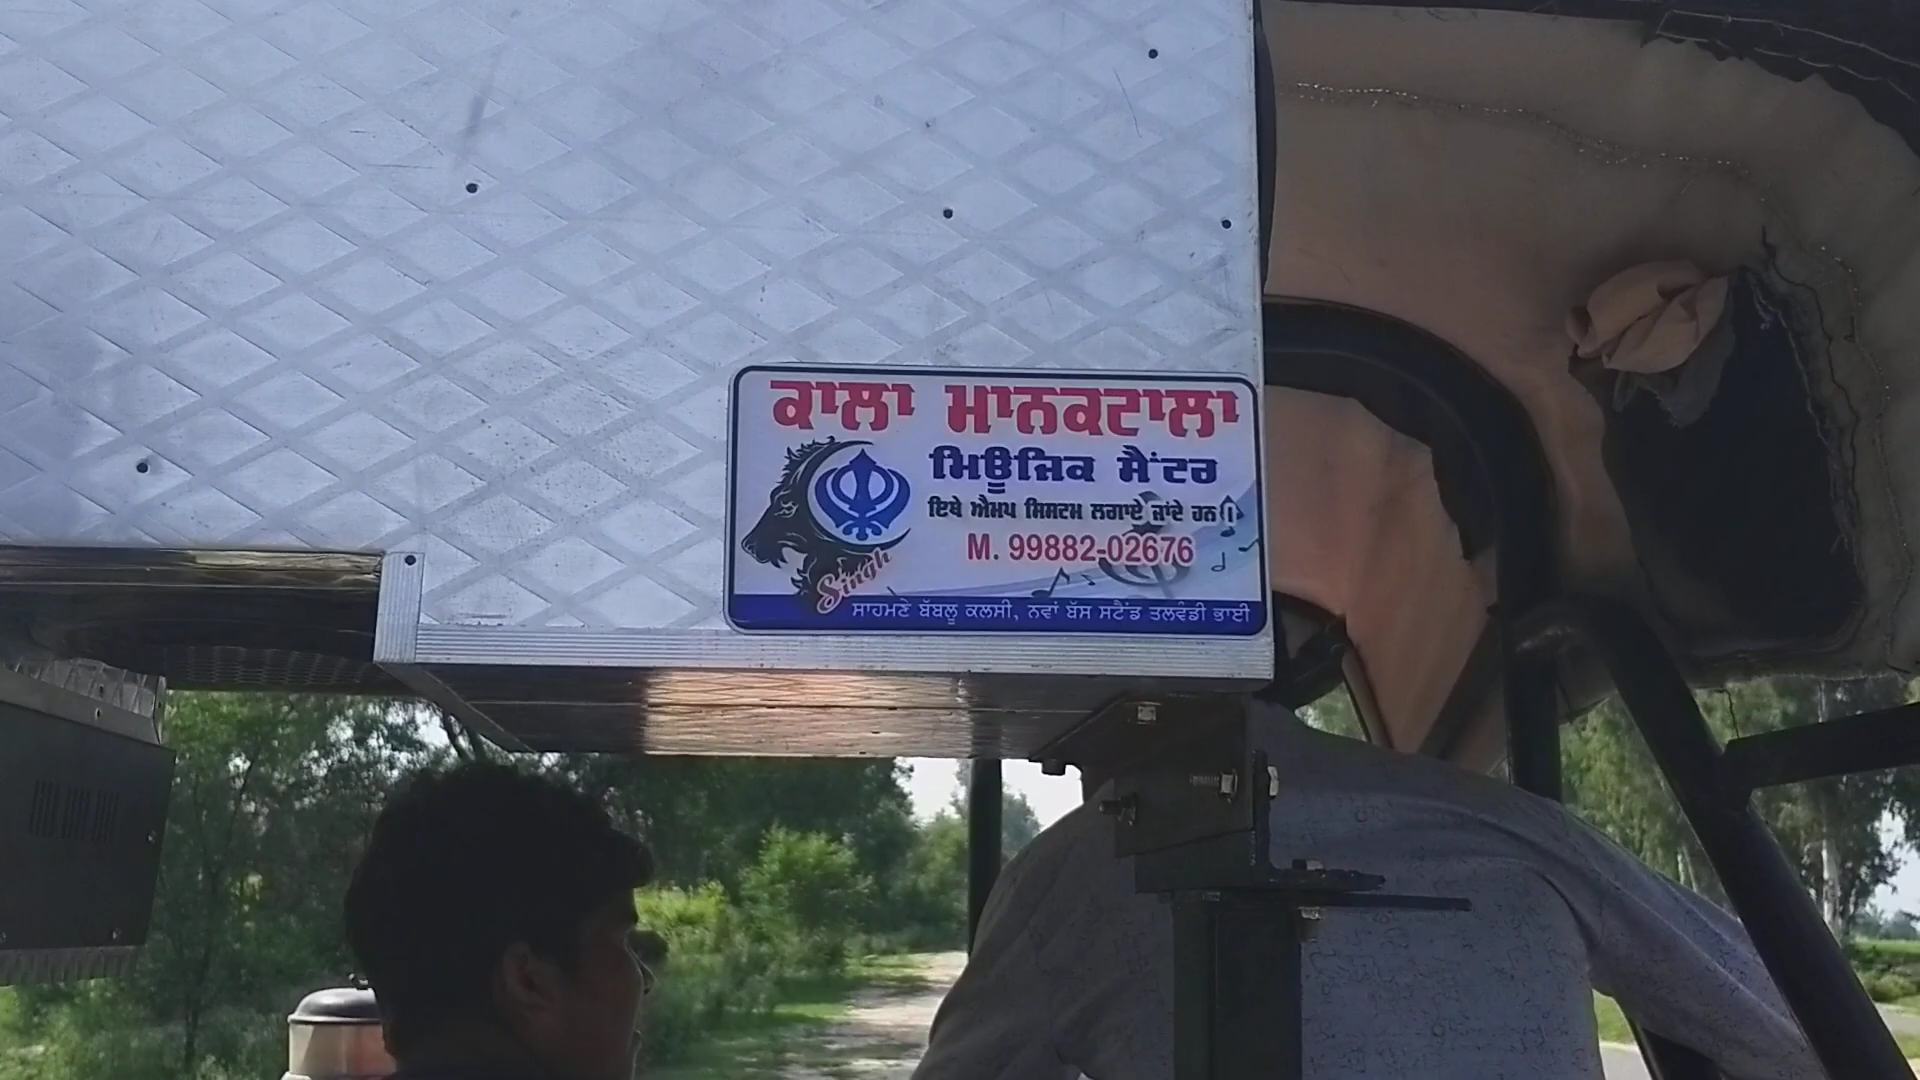 ਕਾਲਾ ਮਾਨਕਟਾਲਾ
ਮਿਊਜ਼ਿਕ ਸੈਂਟਰ
ਇਥੇ ਐਮਪ ਸਿਸਟਮ ਲਗਾਏ ਜਾਂਦੇ ਹਨ।
M. 99882-02676
Singh
ਸਾਹਮਣੇ ਬੱਬਲੂ ਕਲਸੀ, ਨਵਾਂ ਬੱਸ ਸਟੈਂਡ ਤਲਵੰਡੀ ਭਾਈ